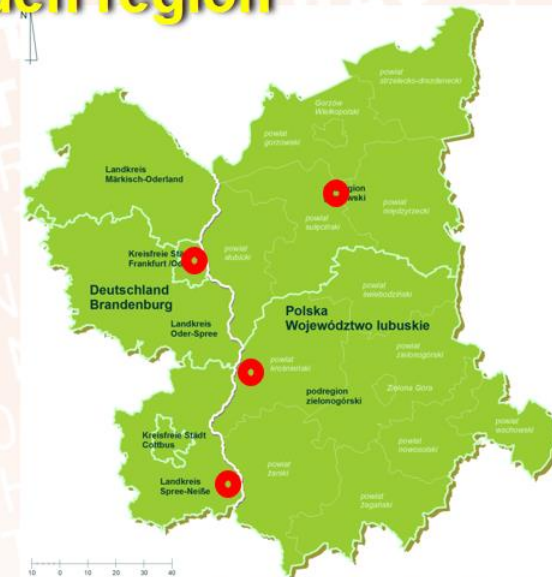 region
N
powiat
strzelecko-drezdenecki
Gorzów
Wielkopolski
powiat
gorzowski
Landkreis
Märkisch-Oderland
powiat
międzyrzecki
powiat
sulęciński
Kreisfreie
Frankfurt
powiat
słubicki
Deutschland
Brandenburg
powiat
świebodziński
Polska
Województwo lubuskie
Landkreis
Oder-Spree
powiat
zielonogórski
powiat
krośnieński
podregion
zielonogórski
Zielona Góra
powiat
wschowski
Kreisfreie Stadt
Cottbus
powiat
nowosolski
powiat
żarski
Landkreis
Spree-Neiße
powiat
żagański
10 0 10 20 30 40